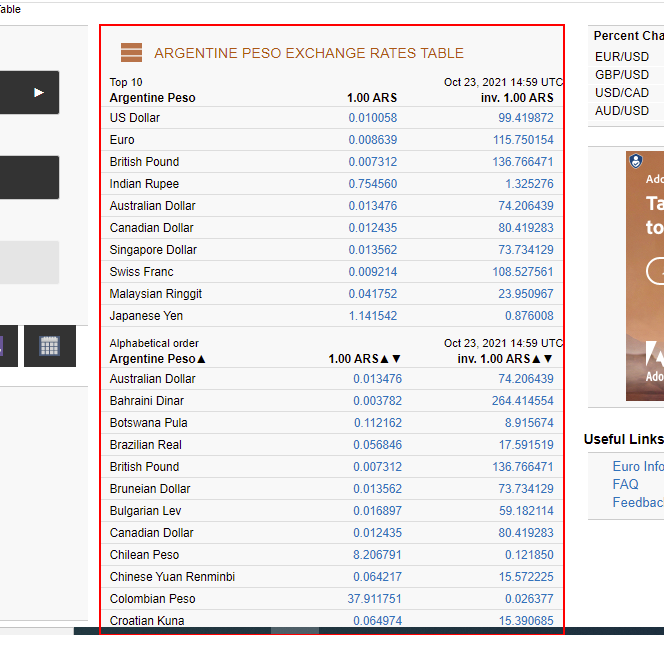 able
ARGENTINE PESO EXCHANGE RATES TABLE
Top 10 Oct 23, 2021 14:59 UTC
Argentine Peso 1.00 ARS inv. 1.00 ARS
US Dollar 0.010058 99.419872
Euro 0.008639 115.750154
British Pound 0.007312 136.766471
Indian Rupee 0.754560 1.325276
Australian Dollar 0.013476 74.206439
Canadian Dollar 0.012435 80.419283
Singapore Dollar 0.013562 73.734129
Swiss Franc 0.009214 108.527561
Malaysian Ringgit 0.041752 23.950967
Japanese Yen 1.141542 0.876008
Alphabetical order Oct 23, 2021 14:59 UTC
Argentine Peso▲ 1.00 ARS▲▼ inv. 1.00 ARS▲▼
Australian Dollar 0.013476 74.206439
Bahraini Dinar 0.003782 264.414554
Botswana Pula 0.112162 8.915674
Brazilian Real 0.056846 17.591519
British Pound 0.007312 136.766471
Bruneian Dollar 0.013562 73.734129
Bulgarian Lev 0.016897 59.182114
Canadian Dollar 0.012435 80.419283
Chilean Peso 8.206791 0.121850
Chinese Yuan Renminbi 0.064217 15.572225
Colombian Peso 37.911751 0.026377
Croatian Kuna 0.064974 15.390685
Percent Cha
EUR/USD
GBP/USD
USD/CAD
AUD/USD
Ado
Ta
to
Ado
Useful Links
Euro Info
FAQ
Feedbac